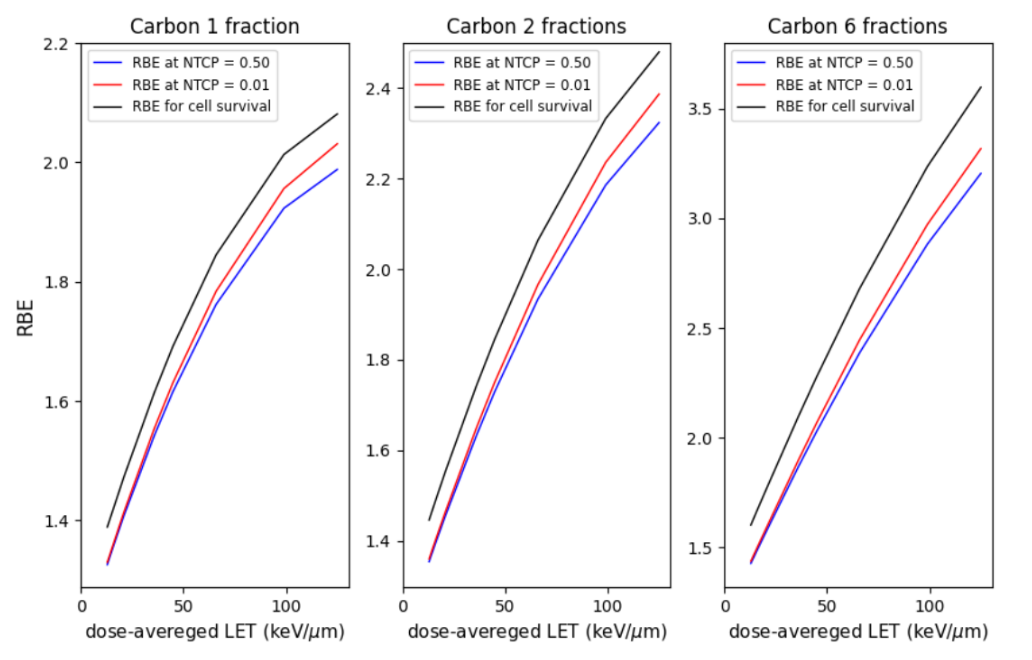 Carbon 1 fraction
2.2
2.0
1.8
1.6
1.4
RBE
RBE at NTCP = 0.50
RBE at NTCP = 0.01
RBE for cell survival
0 50 100
dose-avereged LET (keV/μm)
Carbon 2 fractions
2.4
2.2
2.0
1.8
1.6
1.4
RBE at NTCP = 0.50
RBE at NTCP = 0.01
RBE for cell survival
0 50 100
dose-avereged LET (keV/μm)
Carbon 6 fractions
3.5
3.0
2.5
2.0
1.5
RBE at NTCP = 0.50
RBE at NTCP = 0.01
RBE for cell survival
0 50 100
dose-avereged LET (keV/μm)